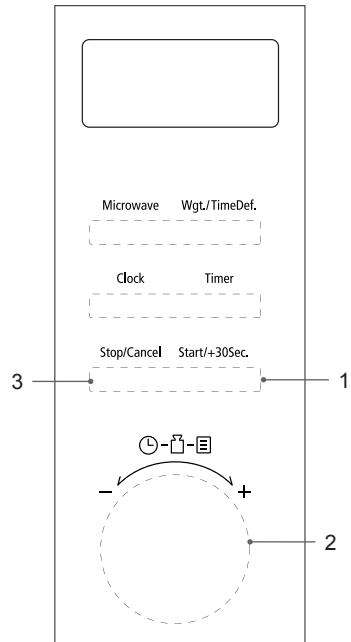 Microwave Wgt./TimeDef.
Clock Timer
Stop/Cancel Start/+30Sec.
3 1
− +
2